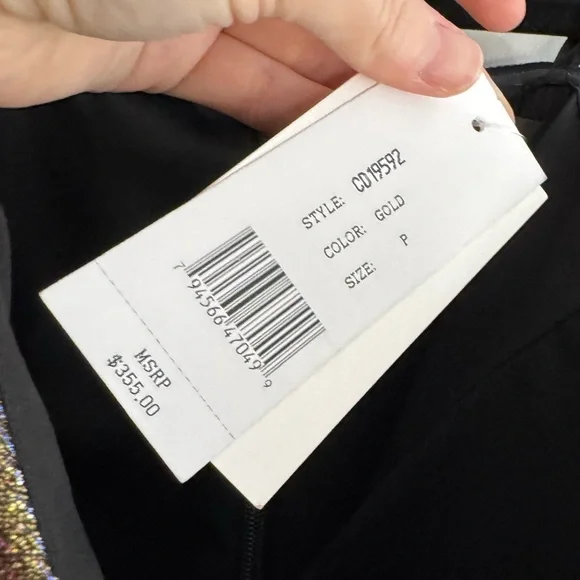 STYLE: CD19592
COLOR: GOLD
SIZE: P
7 94566 47049 9
MSRP
$355.00